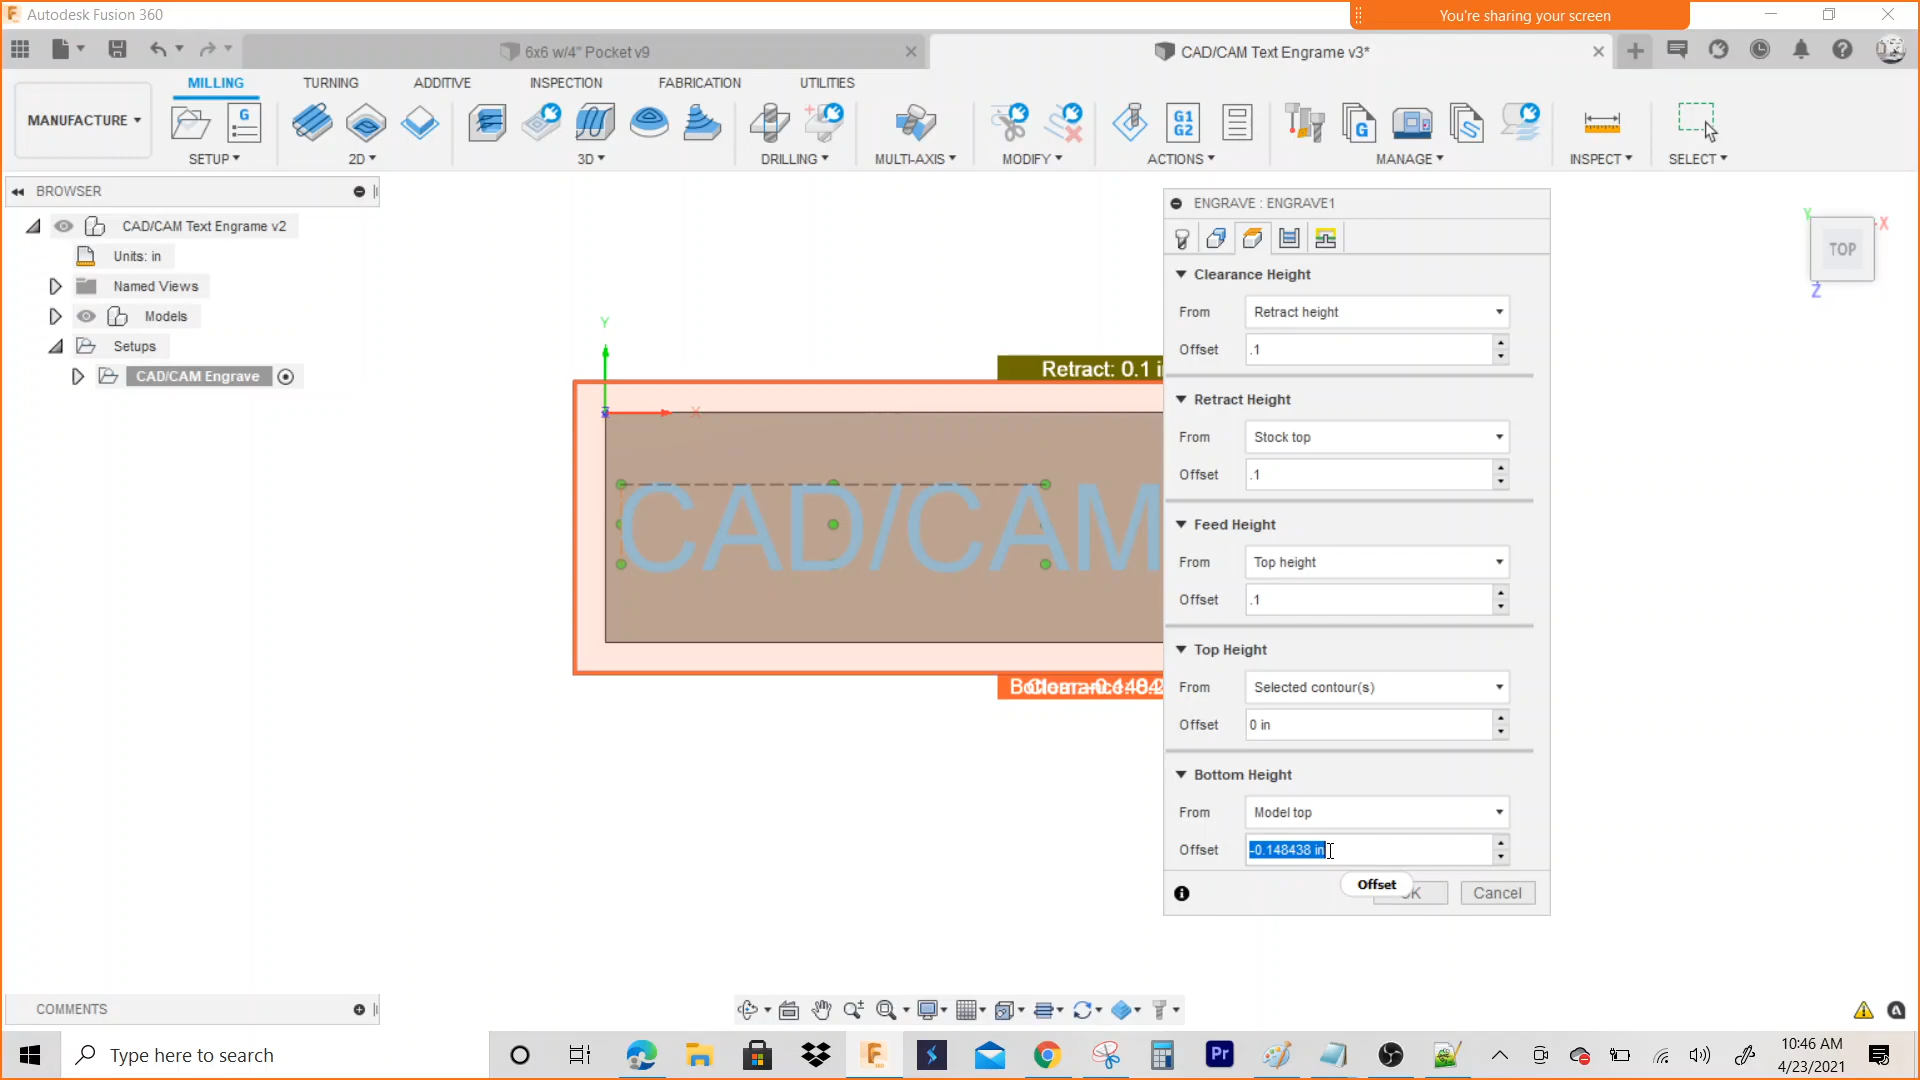 Autodesk Fusion 360
You're sharing your screen
6x6 w/4" Pocket v9
CAD/CAM Text Engrame v3*
MANUFACTURE
MILLING
TURNING
ADDITIVE
INSPECTION
FABRICATION
UTILITIES
G1
G2
SETUP
2D
3D
DRILLING
MULTI-AXIS
MODIFY
ACTIONS
MANAGE
INSPECT
SELECT
BROWSER
CAD/CAM Text Engrame v2
Units: in
Named Views
Models
Setups
CAD/CAM Engrave
Y
X
Retract: 0.1 i
CAD/CAM
ENGRAVE : ENGRAVE1
Clearance Height
From Retract height
Offset .1
Retract Height
From Stock top
Offset .1
Feed Height
From Top height
Offset .1
Top Height
From Selected contour(s)
Offset 0 in
Bottom Height
From Model top
Offset -0.148438 in
Offset
OK
Cancel
Y
X
TOP
Z
COMMENTS
Type here to search
Pr
10:46 AM
4/23/2021